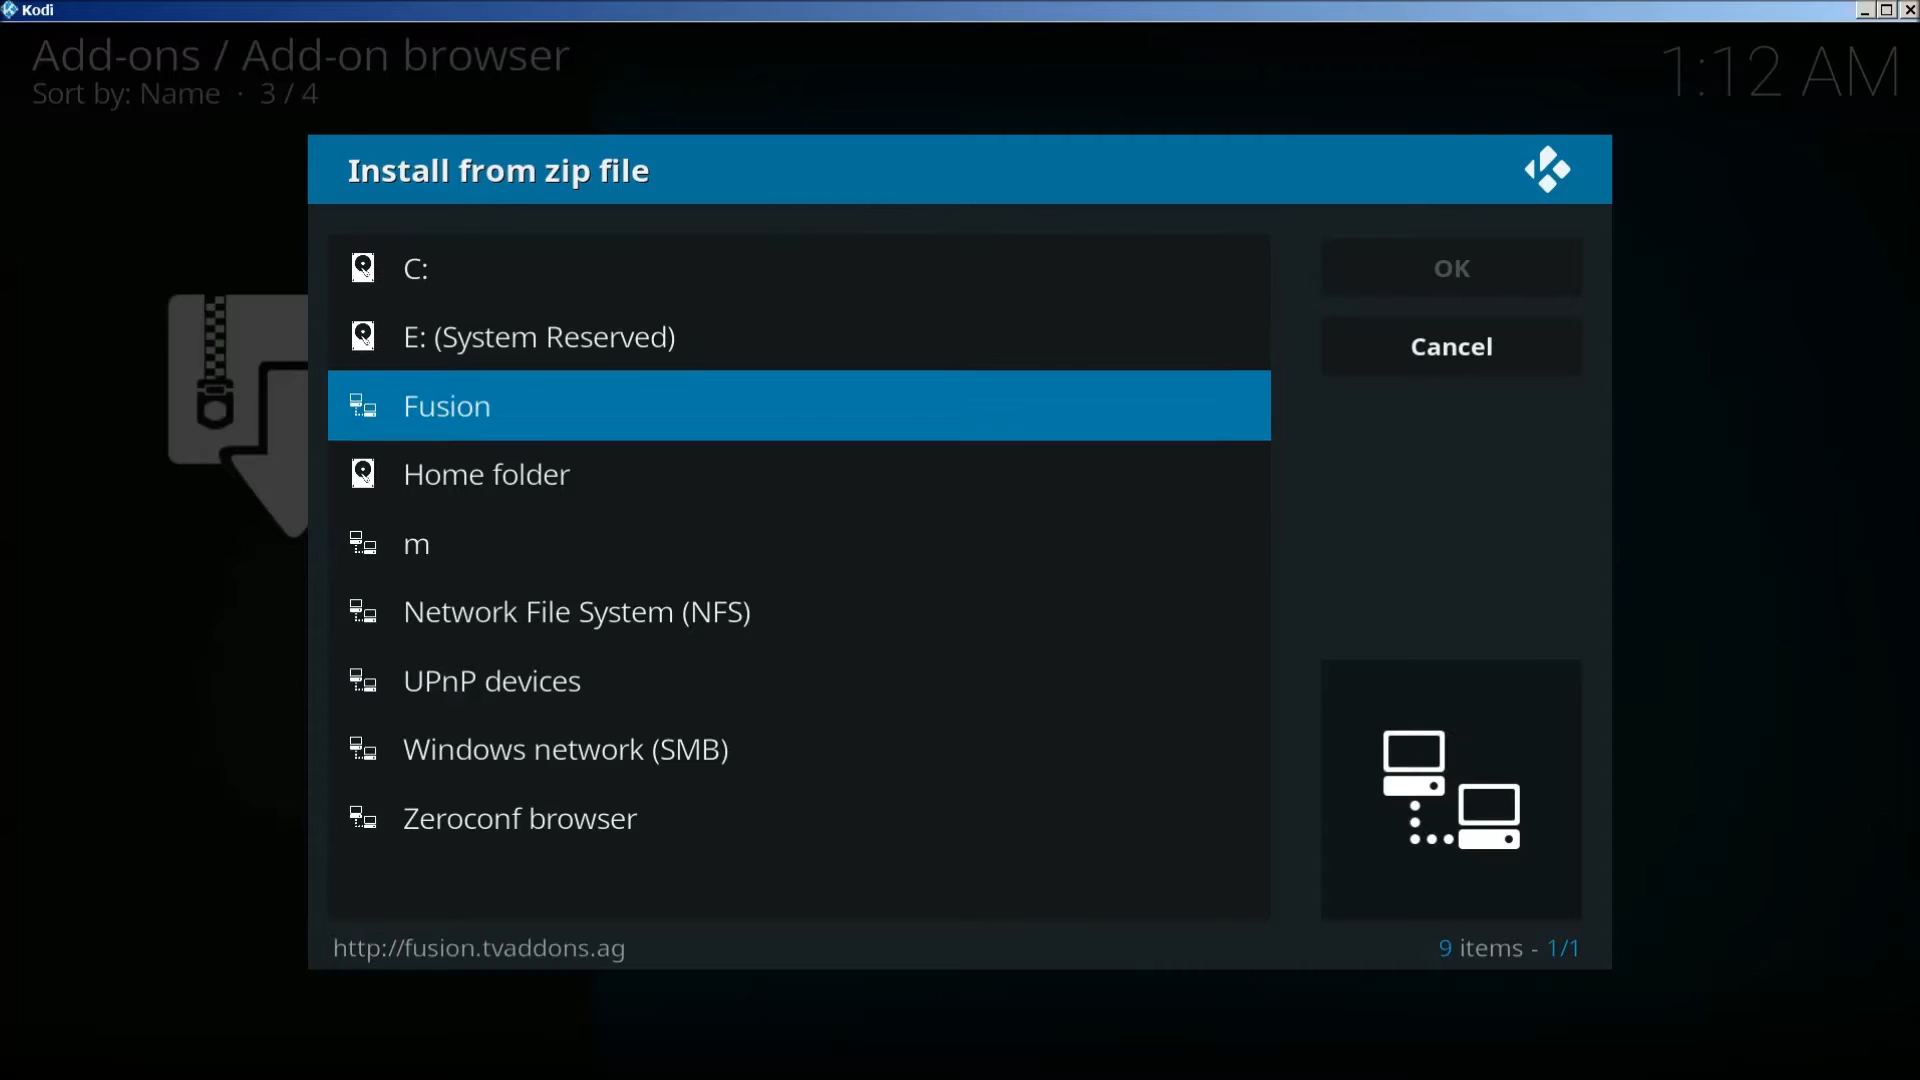 Kodi
Add-ons / Add-on browser
Sort by: Name · 3 / 4
1:12 AM
Install from zip file
C:
E: (System Reserved)
Fusion
Home folder
m
Network File System (NFS)
UPnP devices
Windows network (SMB)
Zeroconf browser
OK
Cancel
http://fusion.tvaddons.ag
9 items - 1/1